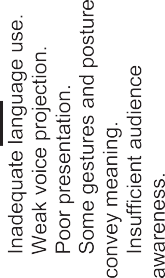 Inadequate language use.
Weak voice projection.
Poor presentation.
Some gestures and posture
convey meaning.
Insufficient audience
awareness.